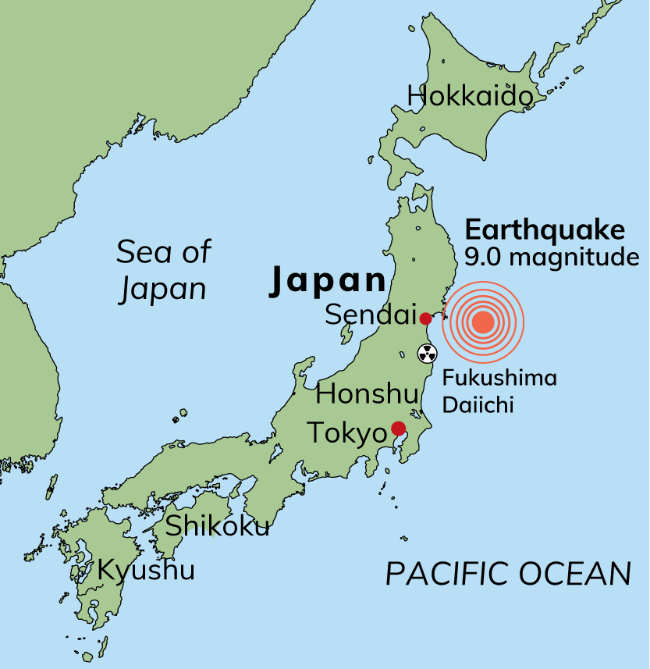 Hokkaido
Earthquake
9.0 magnitude
Sea of
Japan
Japan
Sendai
Fukushima
Daiichi
Honshu
Tokyo
Shikoku
Kyushu
PACIFIC OCEAN